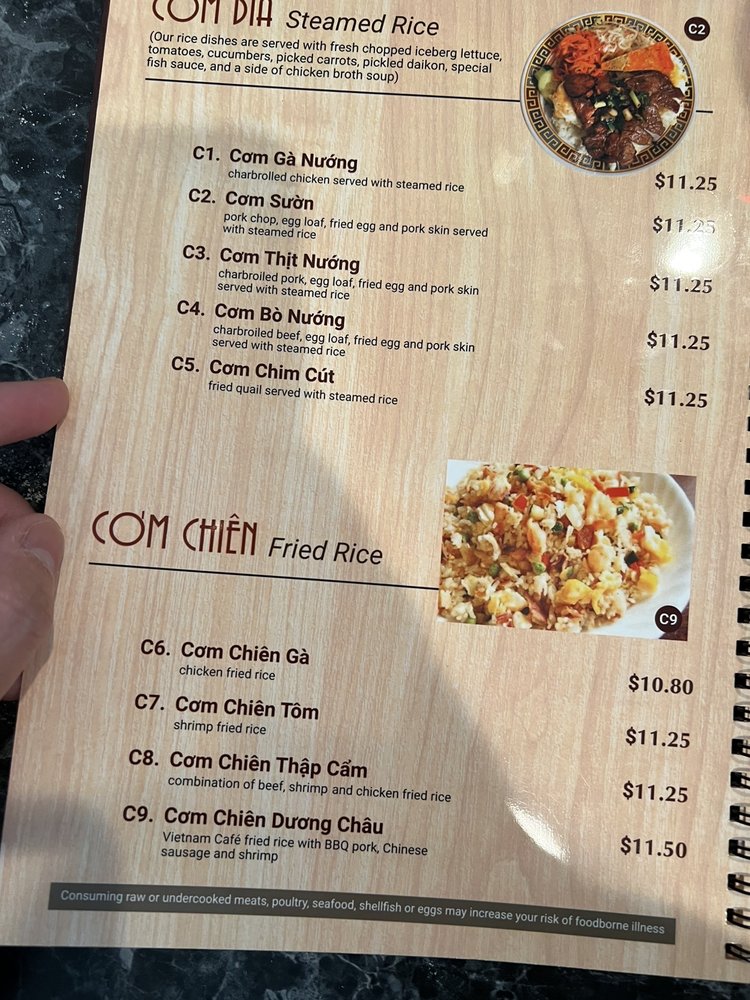 CƠM DĨA Steamed Rice
(Our rice dishes are served with fresh chopped iceberg lettuce,
tomatoes, cucumbers, picked carrots, pickled daikon, special
fish sauce, and a side of chicken broth soup)
C2
C1. Cơm Gà Nướng
charbrolled chicken served with steamed rice
$11.25
C2. Cơm Sườn
pork chop, egg loaf, fried egg and pork skin served
with steamed rice
$11.25
C3. Cơm Thịt Nướng
charbroiled pork, egg loaf, fried egg and pork skin
served with steamed rice
$11.25
C4. Cơm Bò Nướng
charbroiled beef, egg loaf, fried egg and pork skin
served with steamed rice
$11.25
C5. Cơm Chim Cút
fried quail served with steamed rice
$11.25
CƠM CHIÊN Fried Rice
C9
C6. Cơm Chiên Gà
chicken fried rice
$10.80
C7. Cơm Chiên Tôm
shrimp fried rice
$11.25
C8. Cơm Chiên Thập Cẩm
combination of beef, shrimp and chicken fried rice
$11.25
C9. Cơm Chiên Dương Châu
Vietnam Café fried rice with BBQ pork, Chinese
sausage and shrimp
$11.50
Consuming raw or undercooked meats, poultry, seafood, shellfish or eggs may increase your risk of foodborne illness